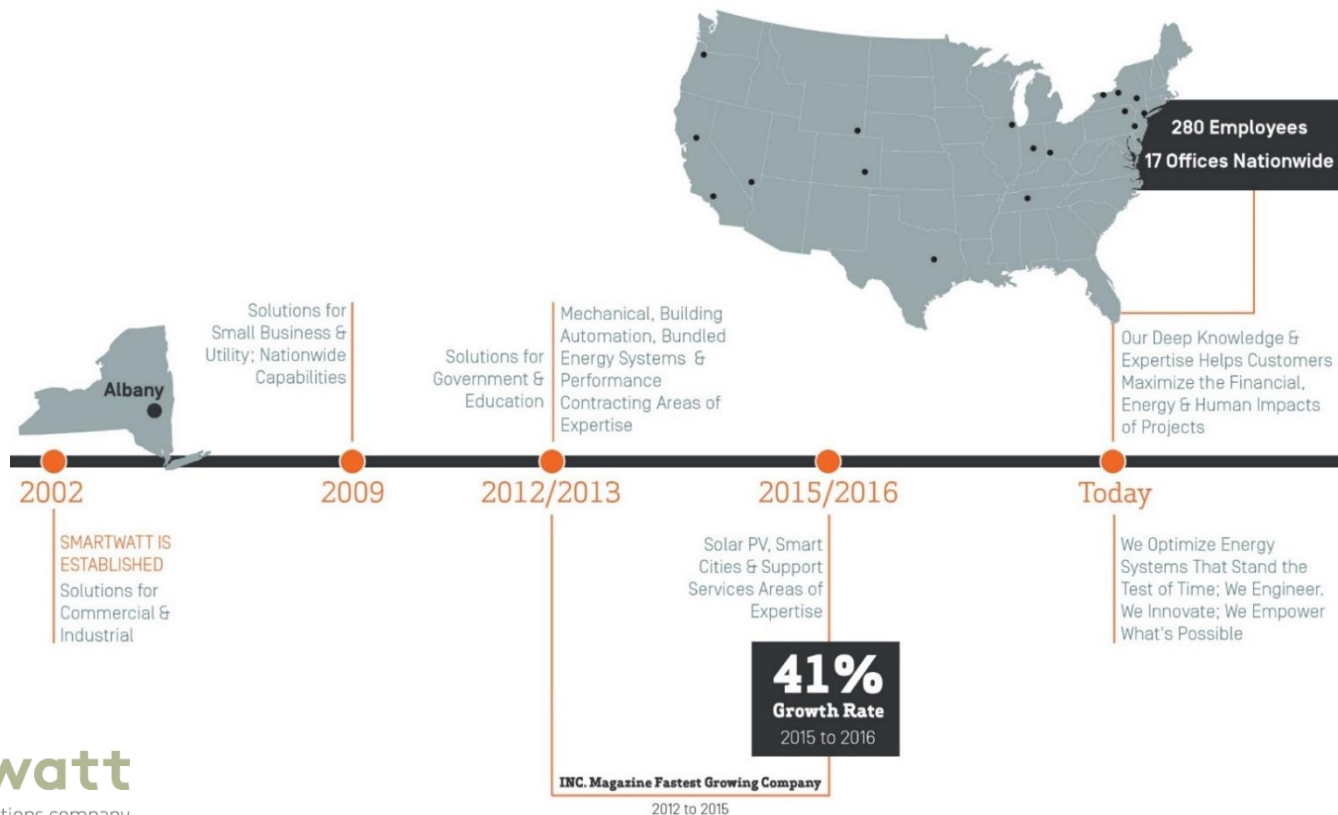 280 Employees
17 Offices Nationwide
Albany
Solutions for
Small Business &
Utility; Nationwide
Capabilities
Solutions for
Government &
Education
Mechanical, Building
Automation, Bundled
Energy Systems &
Performance
Contracting Areas of
Expertise
Our Deep Knowledge &
Expertise Helps Customers
Maximize the Financial,
Energy & Human Impacts
of Projects
2002
2009
2012/2013
2015/2016
Today
SMARTWATT IS
ESTABLISHED
Solutions for
Commercial &
Industrial
Solar PV, Smart
Cities & Support
Services Areas of
Expertise
We Optimize Energy
Systems That Stand the
Test of Time; We Engineer.
We Innovate; We Empower
What's Possible
41%
Growth Rate
2015 to 2016
INC. Magazine Fastest Growing Company
2012 to 2015
watt
company